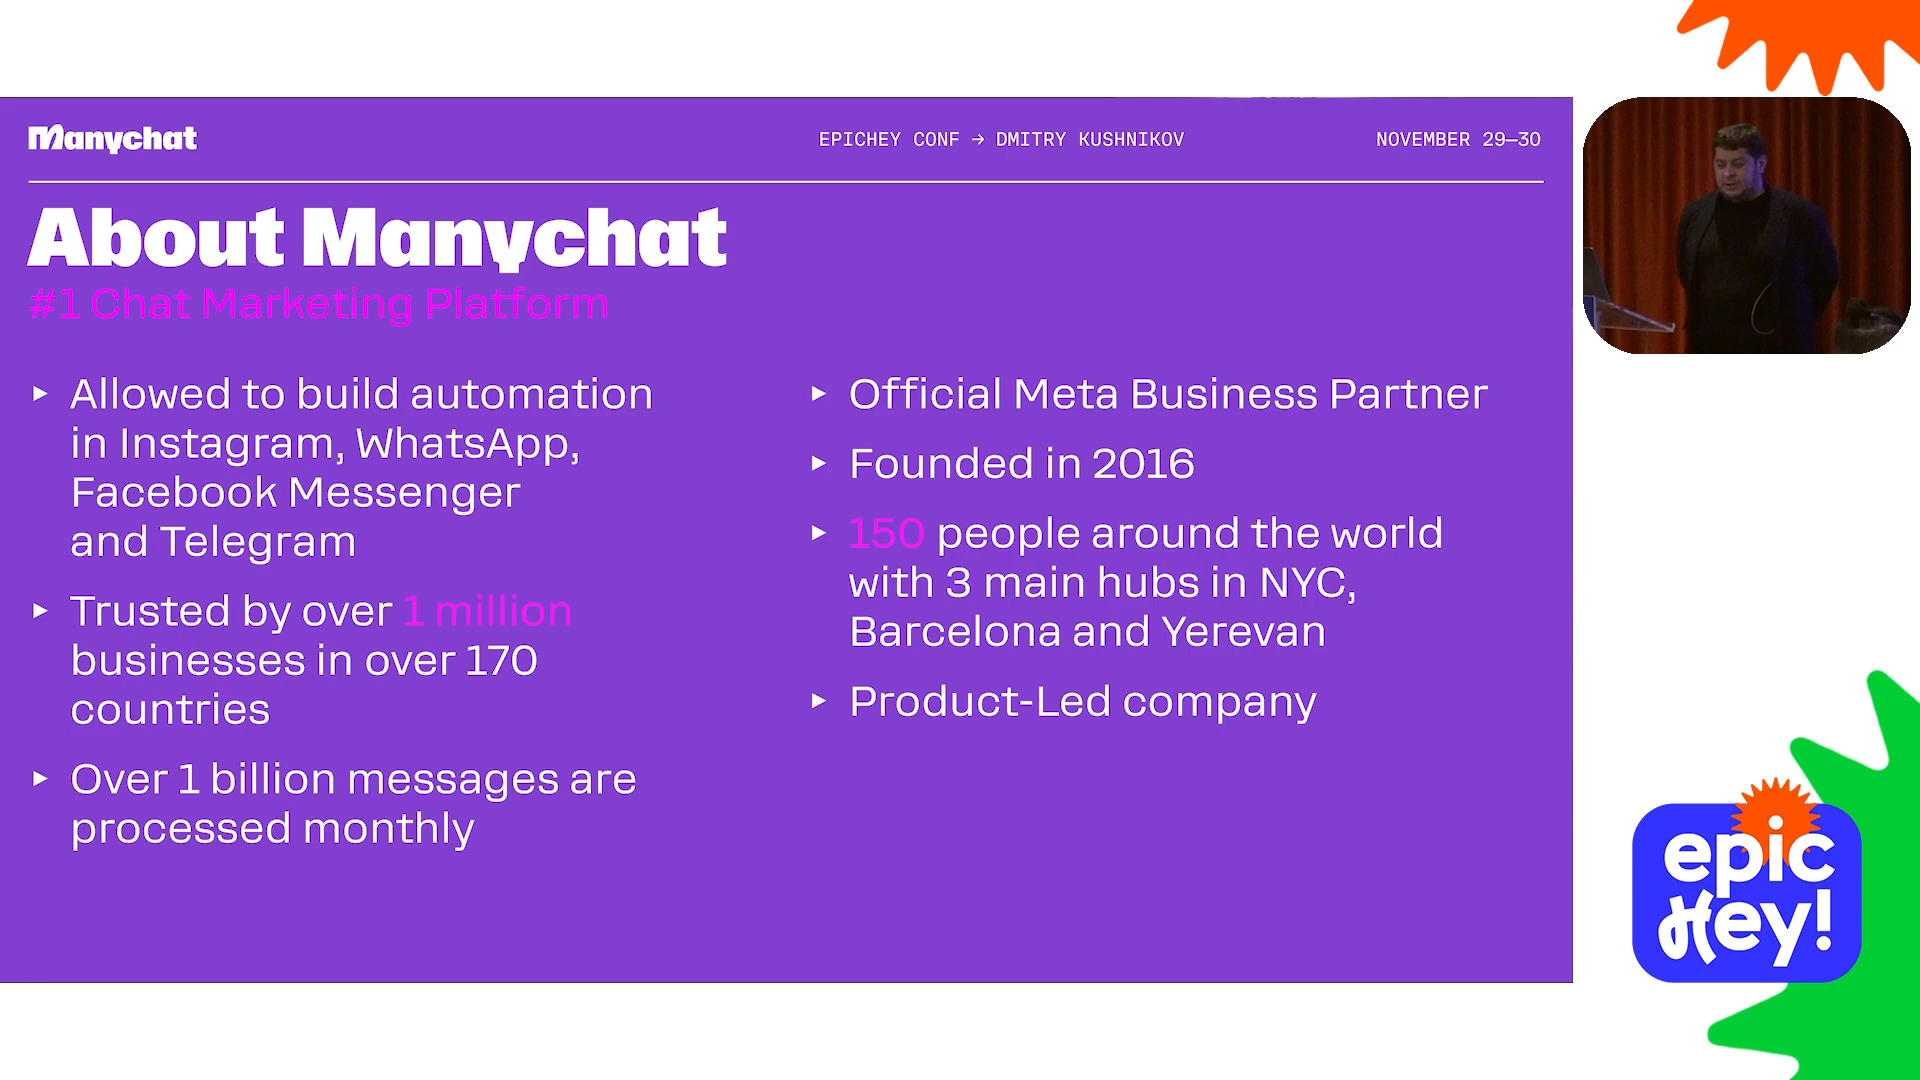 Manychat
EPICHEY CONF → DMITRY KUSHNIKOV
NOVEMBER 29–30
About Manychat
#1 Chat Marketing Platform
▸ Allowed to build automation
in Instagram, WhatsApp,
Facebook Messenger
and Telegram
▸ Trusted by over 1 million
businesses in over 170
countries
▸ Over 1 billion messages are
processed monthly
▸ Official Meta Business Partner
▸ Founded in 2016
▸ 150 people around the world
with 3 main hubs in NYC,
Barcelona and Yerevan
▸ Product-Led company
epic
Hey!